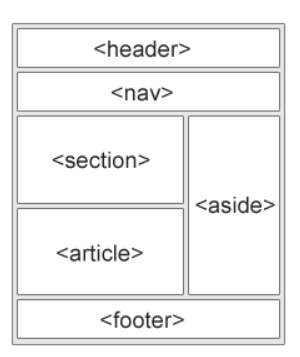 <header>
<nav>
<section>
<aside>
<article>
<footer>